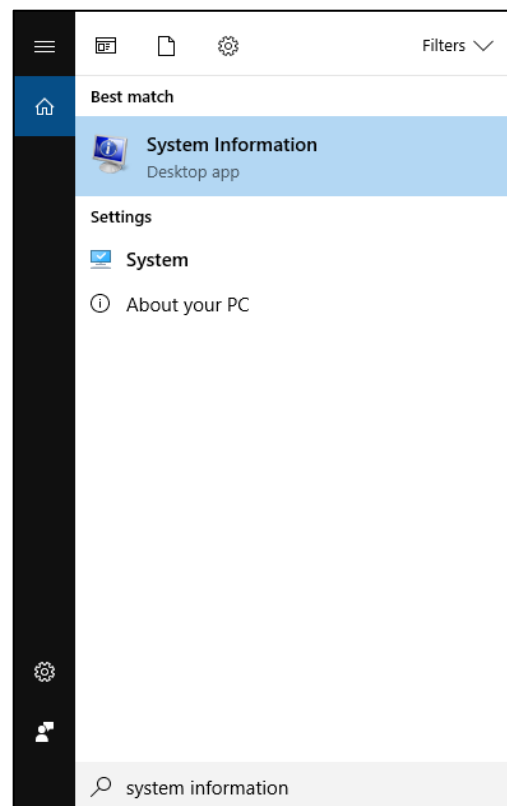 Filters
Best match
System Information
Desktop app
Settings
System
About your PC
system information